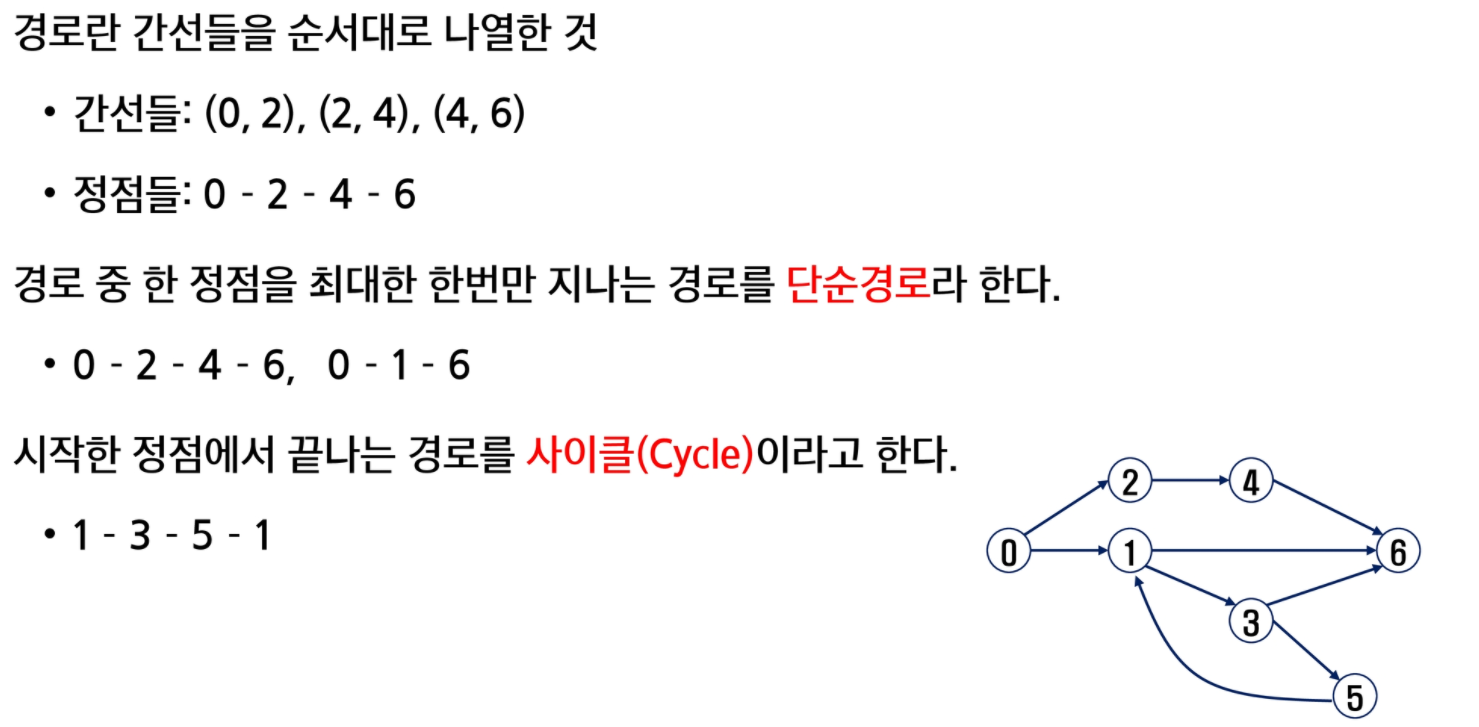 경로란 간선들을 순서대로 나열한 것
• 간선들: (0, 2), (2, 4), (4, 6)
• 정점들: 0 - 2 - 4 - 6
경로 중 한 정점을 최대한 한번만 지나는 경로를 단순경로라 한다.
• 0 - 2 - 4 - 6, 0 - 1 - 6
시작한 정점에서 끝나는 경로를 사이클(Cycle)이라고 한다.
• 1 - 3 - 5 - 1
2 4
0 1 6
3
5